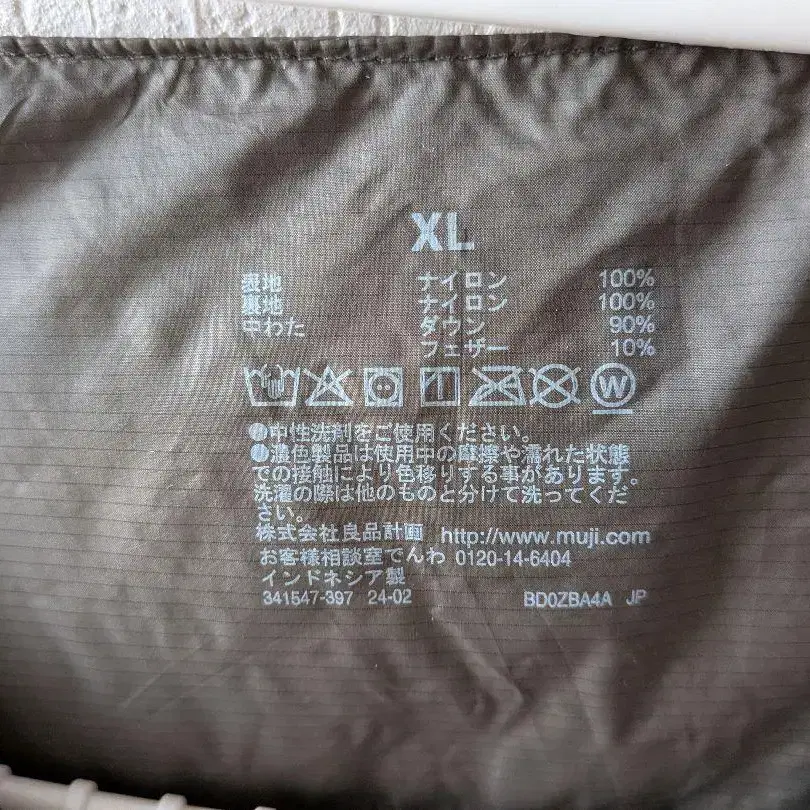 XL
表地 ナイロン 100%
裏地 ナイロン 100%
中わた ダウン 90%
フェザー 10%
W
●中性洗剤をご使用ください。
●濃色製品は使用中の摩擦や濡れた状態
での接触により色移りする事があります。
洗濯の際は他のものと分けて洗ってくだ
さい。
株式会社良品計画 http://www.muji.com
お客様相談室でんわ 0120-14-6404
インドネシア製
341547-397 24-02 BD0ZBA4A JP